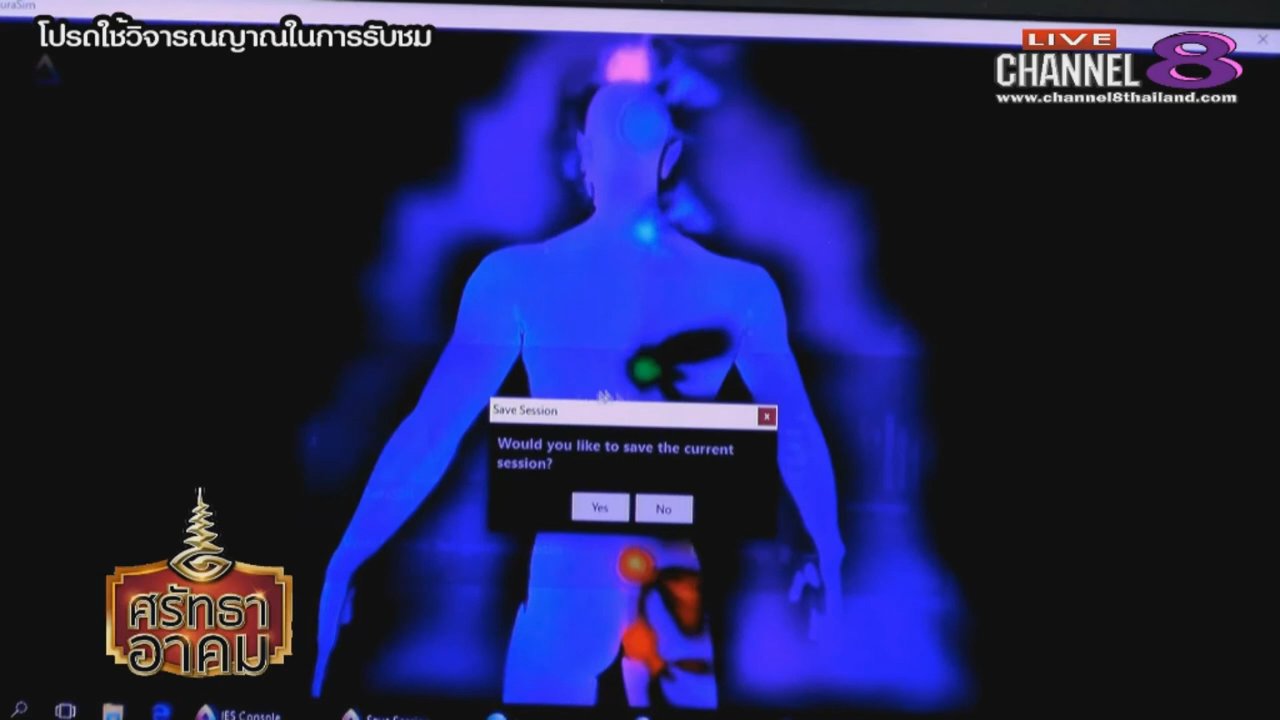 โปรดใช้วิจารณญาณในการรับชม
LIVE
CHANNEL 8
www.channel8thailand.com
Save Session
Would you like to save the current
session?
Yes
No
ศรัทธา
อาคม
IES Console